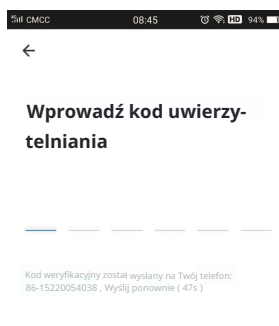 5G CMCC 08:45 HD 94%
Wprowadź kod uwierzy-
telniania
Kod weryfikacyjny został wysłany na Twój telefon:
86-15220054038 , Wyślij ponownie ( 47s )